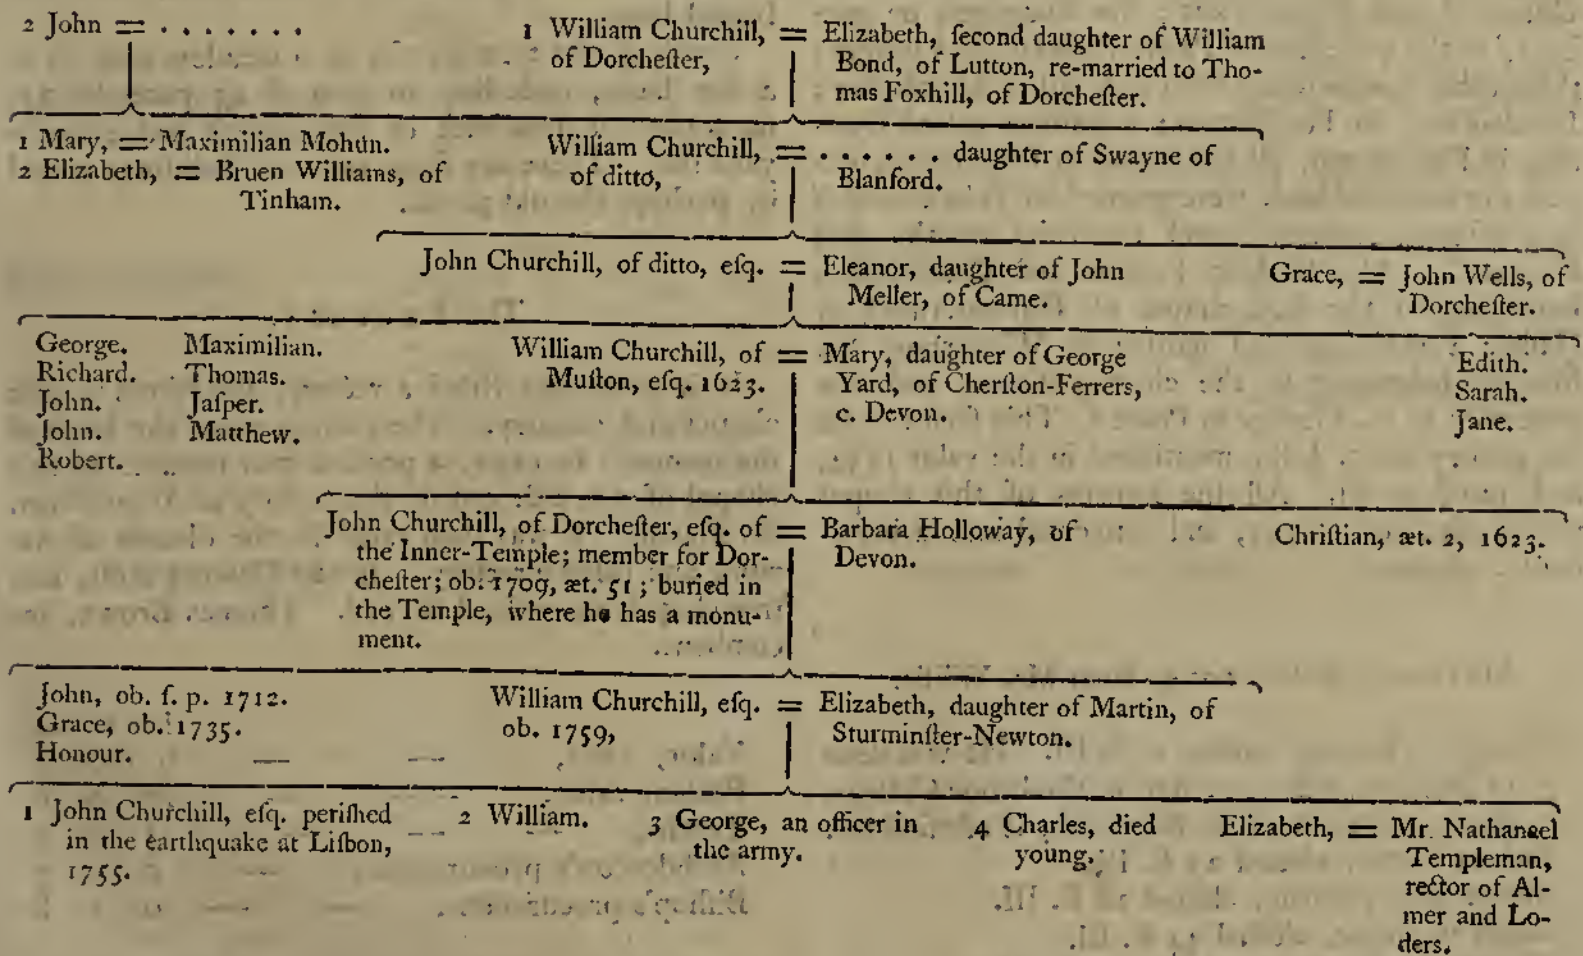 2 John = . . . . . . .
1 William Churchill, = Elizabeth, ſecond daughter of William
of Dorcheſter, Bond, of Lutton, re-married to Tho-
mas Foxhill, of Dorcheſter.
1 Mary, = Maximilian Mohun.
2 Elizabeth, = Bruen Williams, of
Tinham.
William Churchill, = . . . . . . daughter of Swayne of
of ditto, Blanford.
John Churchill, of ditto, eſq. = Eleanor, daughter of John
Meller, of Came.
Grace, = John Wells, of
Dorcheſter.
George. Maximilian.
Richard. Thomas.
John. Jaſper.
John. Matthew.
Robert.
William Churchill, of = Mary, daughter of George
Muſton, eſq. 1623. Yard, of Cherſton-Ferrers,
c. Devon.
Edith.
Sarah.
Jane.
John Churchill, of Dorcheſter, eſq. of = Barbara Holloway, of
the Inner-Temple; member for Dor- Devon.
cheſter; ob. 1709, æt. 51; buried in
the Temple, where he has a monu-
ment.
Chriſtian, æt. 2, 1623.
John, ob. ſ. p. 1712.
Grace, ob. 1735.
Honour.
William Churchill, eſq. = Elizabeth, daughter of Martin, of
ob. 1759, Sturminſter-Newton.
1 John Churchill, eſq. periſhed
in the earthquake at Liſbon,
1755.
2 William.
3 George, an officer in
the army.
4 Charles, died
young.
Elizabeth, = Mr. Nathanael
Templeman,
rector of Al-
mer and Lo-
ders.